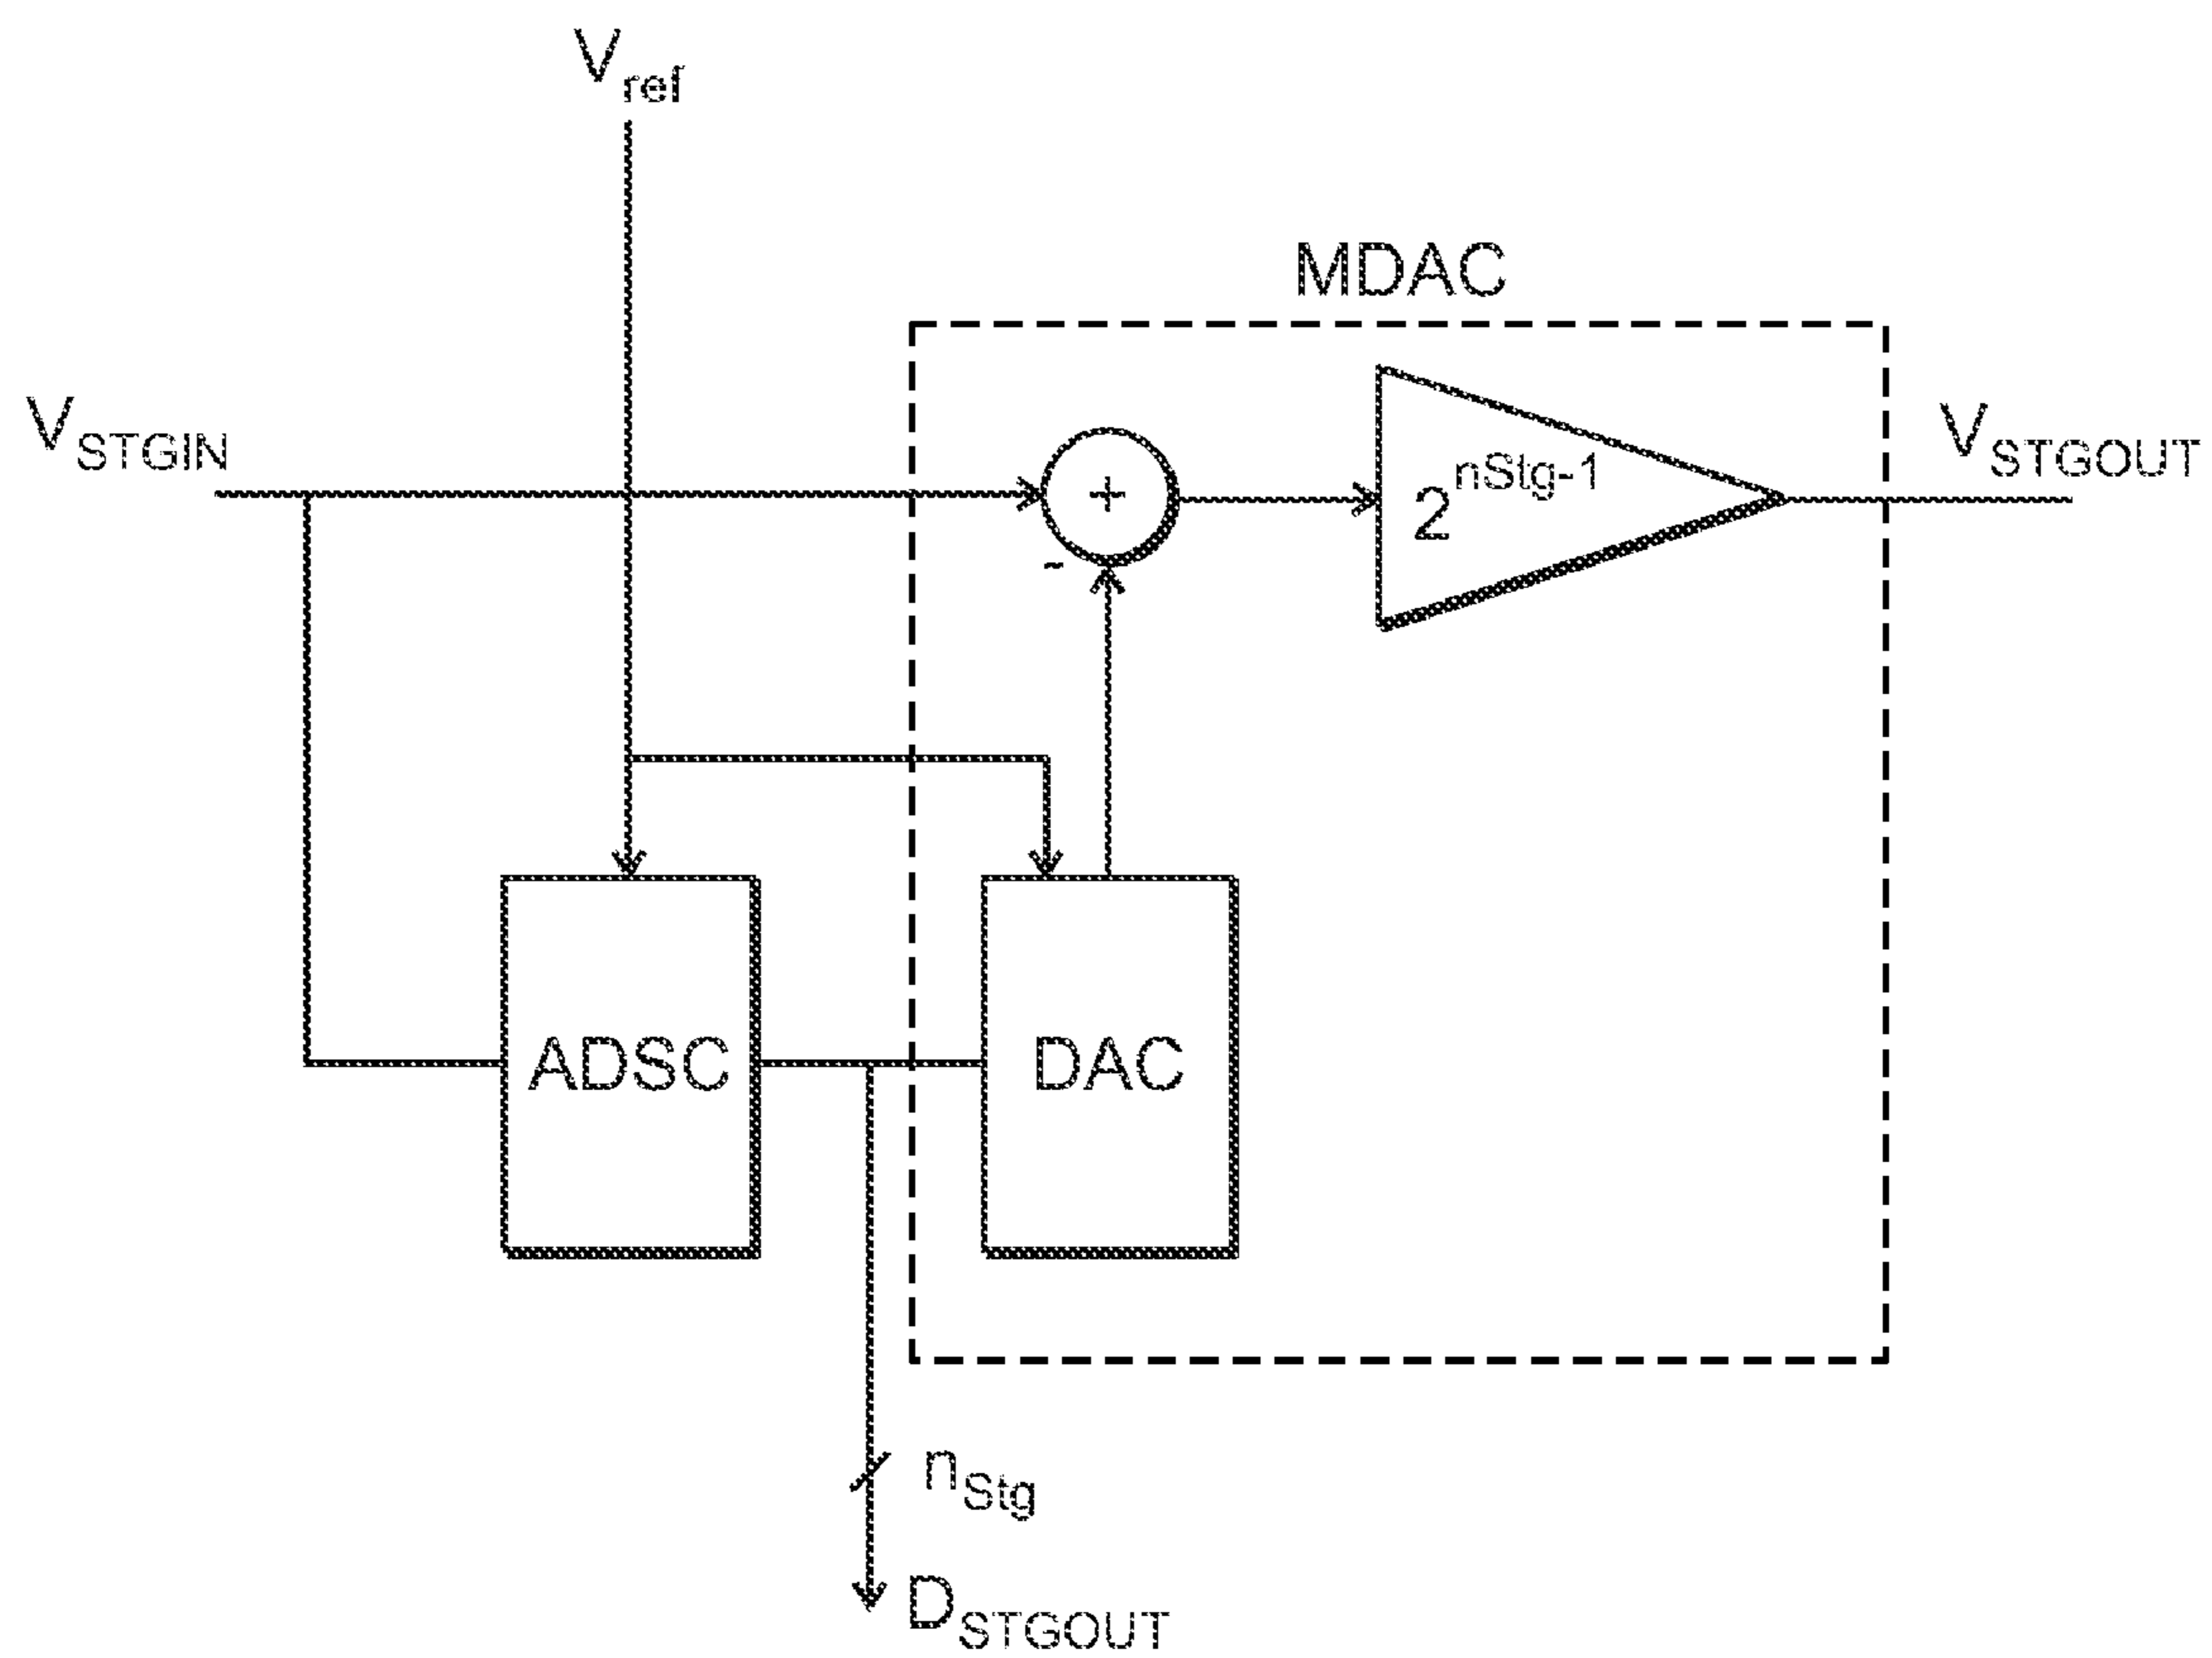 Vref
MDAC
VSTGIN
+
-
2nStg-1
VSTGOUT
ADSC
DAC
nStg
DSTGOUT